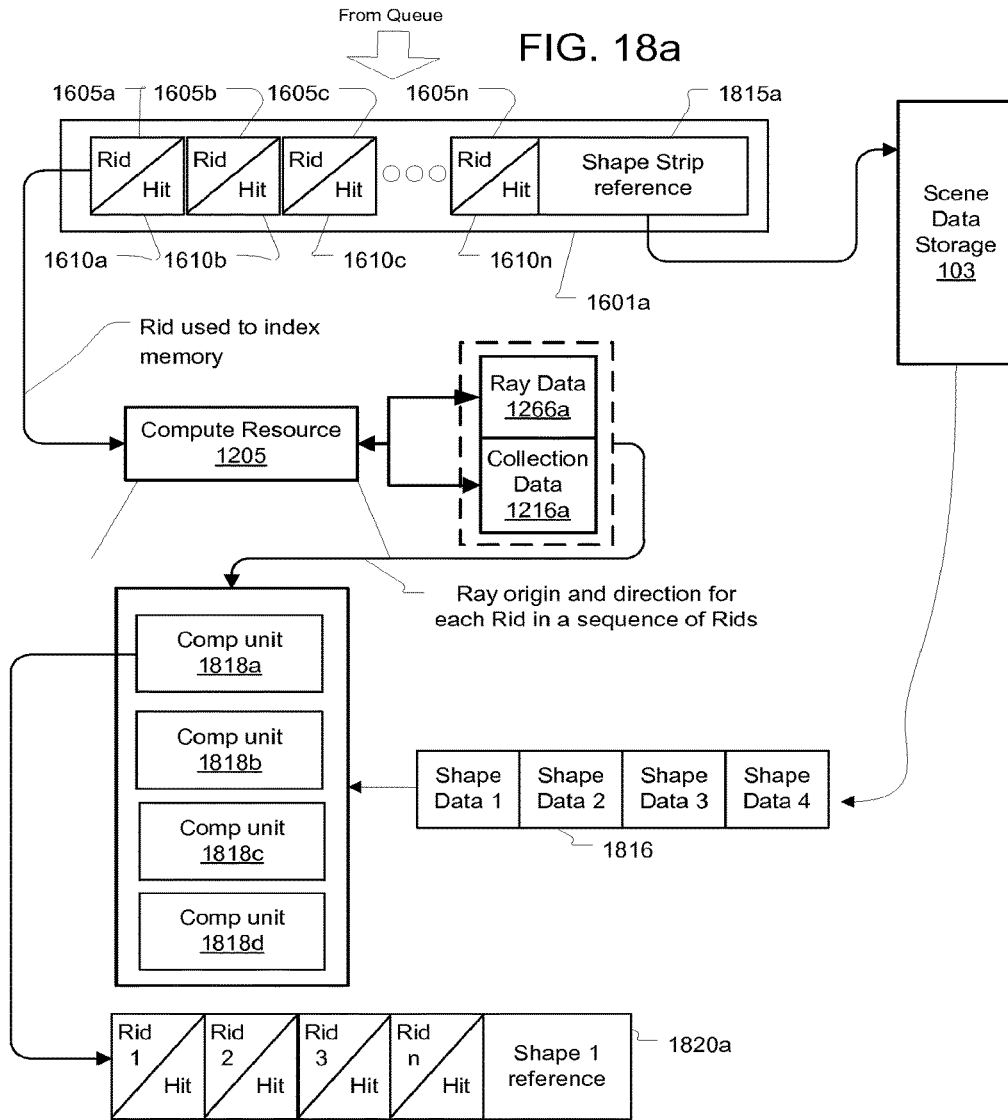 From Queue
FIG. 18a
1605a
1605b
1605c
1605n
1815a
Rid
Hit
Rid
Hit
Rid
Hit
Rid
Hit
Shape Strip
reference
Scene
Data
Storage
103
1610a
1610b
1610c
1610n
1601a
Rid used to index
memory
Ray Data
1266a
Compute Resource
1205
Collection
Data
1216a
Ray origin and direction for
each Rid in a sequence of Rids
Comp unit
1818a
Comp unit
1818b
Comp unit
1818c
Comp unit
1818d
Shape
Data 1
Shape
Data 2
Shape
Data 3
Shape
Data 4
1816
Rid
1
Hit
Rid
2
Hit
Rid
3
Hit
Rid
n
Hit
Shape 1
reference
1820a